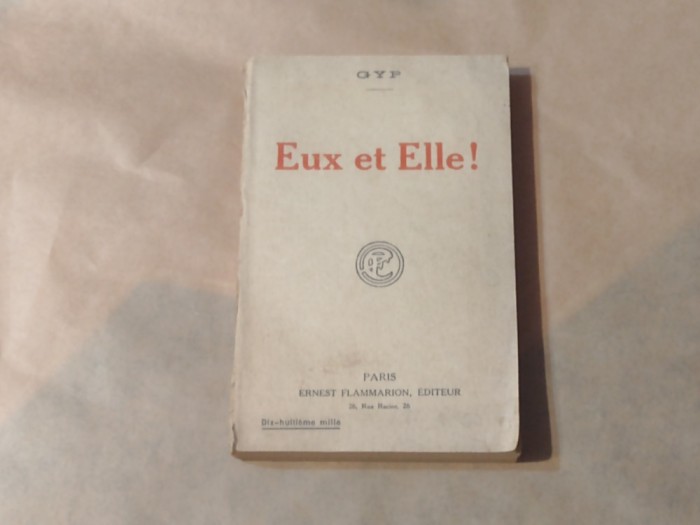 GYP
Eux et Elle!
PARIS
ERNEST FLAMMARION, EDITEUR
26, Rue Racine, 26
Dix-huitième mille